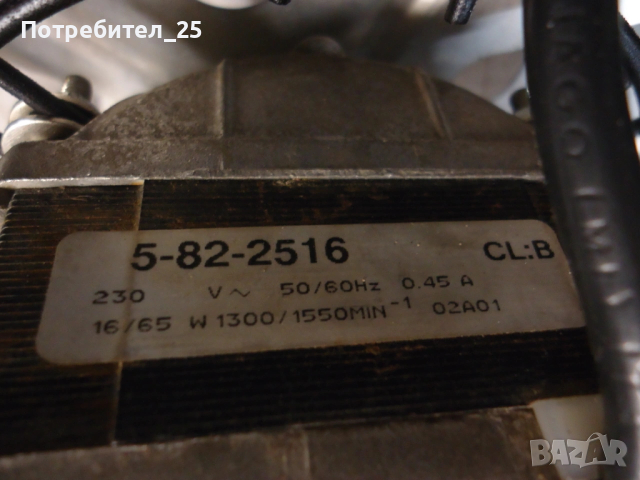 Потребител_25
5-82-2516 CL:B
230 V~ 50/60Hz 0.45 A
16/65 W 1300/1550MIN⁻¹ 02A01
BAZAR